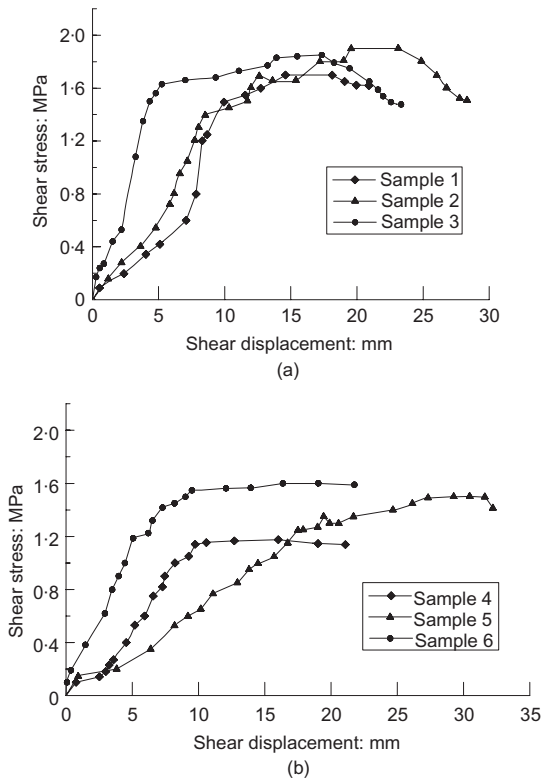 (a)
Shear stress: MPa
2·0
1·6
1·2
0·8
0·4
0
0 5 10 15 20 25 30
Shear displacement: mm
Sample 1
Sample 2
Sample 3
(b)
Shear stress: MPa
2·0
1·6
1·2
0·8
0·4
0
0 5 10 15 20 25 30 35
Shear displacement: mm
Sample 4
Sample 5
Sample 6